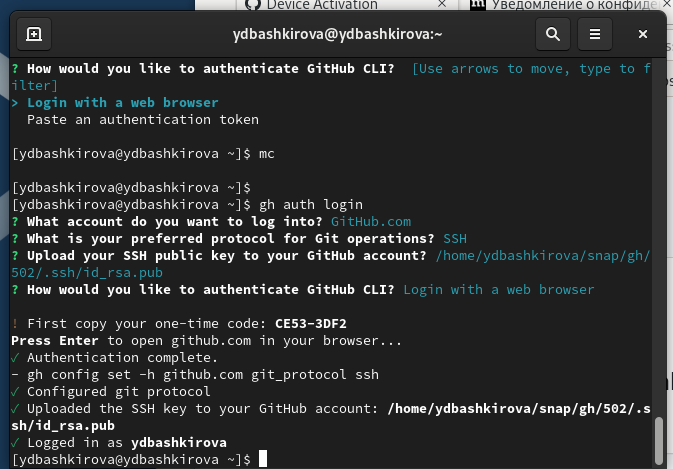 Device Activation
Уведомление о конфиде
ydbashkirova@ydbashkirova:~
? How would you like to authenticate GitHub CLI?  [Use arrows to move, type to f
ilter]
> Login with a web browser
  Paste an authentication token
[ydbashkirova@ydbashkirova ~]$ mc
[ydbashkirova@ydbashkirova ~]$
[ydbashkirova@ydbashkirova ~]$ gh auth login
? What account do you want to log into? GitHub.com
? What is your preferred protocol for Git operations? SSH
? Upload your SSH public key to your GitHub account? /home/ydbashkirova/snap/gh/
502/.ssh/id_rsa.pub
? How would you like to authenticate GitHub CLI? Login with a web browser
! First copy your one-time code: CE53-3DF2
Press Enter to open github.com in your browser...
✓ Authentication complete.
- gh config set -h github.com git_protocol ssh
✓ Configured git protocol
✓ Uploaded the SSH key to your GitHub account: /home/ydbashkirova/snap/gh/502/.s
sh/id_rsa.pub
✓ Logged in as ydbashkirova
[ydbashkirova@ydbashkirova ~]$